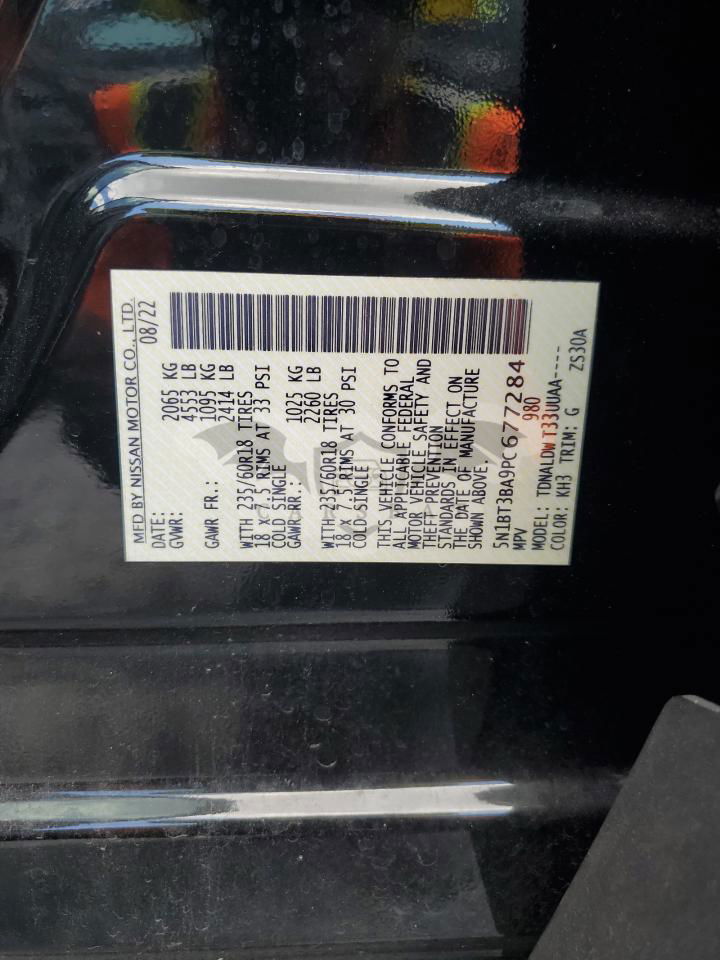 MFD BY NISSAN MOTOR CO., LTD.
DATE: 08/22
GVWR: 2065 KG
4553 LB
GAWR FR.: 1095 KG
2414 LB
WITH 235/60R18 TIRES
18 X 7.5 RIMS AT 33 PSI
COLD SINGLE
GAWR RR.: 1025 KG
2260 LB
WITH 235/60R18 TIRES
18 X 7.5 RIMS AT 30 PSI
COLD SINGLE
THIS VEHICLE CONFORMS TO
ALL APPLICABLE FEDERAL
MOTOR VEHICLE SAFETY AND
THEFT PREVENTION
STANDARDS IN EFFECT ON
THE DATE OF MANUFACTURE
SHOWN ABOVE.
5N1BT3BA9PC677284
MPV 980
MODEL: TDNALDWT33UUAA----
COLOR: KH3 TRIM: G ZS30A